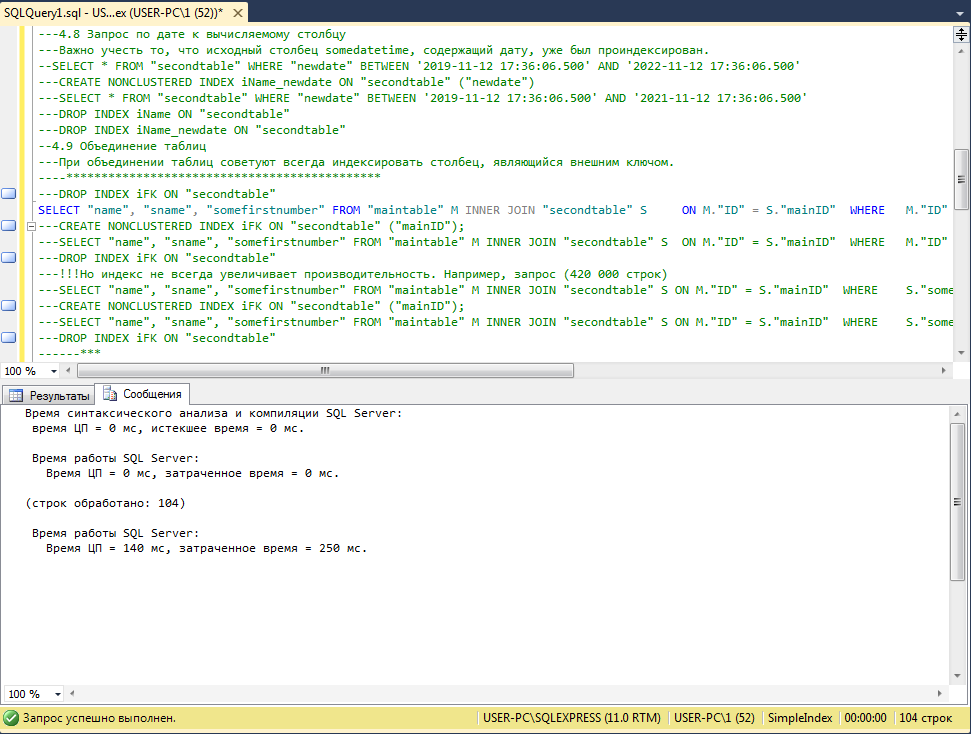 SQLQuery1.sql - US...ex (USER-PC\1 (52))*
---4.8 Запрос по дате к вычисляемому столбцу
---Важно учесть то, что исходный столбец somedatetime, содержащий дату, уже был проиндексирован.
--SELECT * FROM "secondtable" WHERE "newdate" BETWEEN '2019-11-12 17:36:06.500' AND '2022-11-12 17:36:06.500'
---CREATE NONCLUSTERED INDEX iName_newdate ON "secondtable" ("newdate")
---SELECT * FROM "secondtable" WHERE "newdate" BETWEEN '2019-11-12 17:36:06.500' AND '2021-11-12 17:36:06.500'
---DROP INDEX iName ON "secondtable"
---DROP INDEX iName_newdate ON "secondtable"
--4.9 Объединение таблиц
---При объединении таблиц советуют всегда индексировать столбец, являющийся внешним ключом.
----*********************************************
---DROP INDEX iFK ON "secondtable"
SELECT "name", "sname", "somefirstnumber" FROM "maintable" M INNER JOIN "secondtable" S ON M."ID" = S."mainID" WHERE M."ID"
---CREATE NONCLUSTERED INDEX iFK ON "secondtable" ("mainID");
---SELECT "name", "sname", "somefirstnumber" FROM "maintable" M INNER JOIN "secondtable" S ON M."ID" = S."mainID" WHERE M."ID"
---DROP INDEX iFK ON "secondtable"
---!!!Но индекс не всегда увеличивает производительность. Например, запрос (420 000 строк)
---SELECT "name", "sname", "somefirstnumber" FROM "maintable" M INNER JOIN "secondtable" S ON M."ID" = S."mainID" WHERE S."some
---CREATE NONCLUSTERED INDEX iFK ON "secondtable" ("mainID");
---SELECT "name", "sname", "somefirstnumber" FROM "maintable" M INNER JOIN "secondtable" S ON M."ID" = S."mainID" WHERE S."some
---DROP INDEX iFK ON "secondtable"
------***
100 %
Результаты Сообщения
Время синтаксического анализа и компиляции SQL Server:
время ЦП = 0 мс, истекшее время = 0 мс.
Время работы SQL Server:
Время ЦП = 0 мс, затраченное время = 0 мс.
(строк обработано: 104)
Время работы SQL Server:
Время ЦП = 140 мс, затраченное время = 250 мс.
100 %
Запрос успешно выполнен. USER-PC\SQLEXPRESS (11.0 RTM) USER-PC\1 (52) SimpleIndex 00:00:00 104 строк